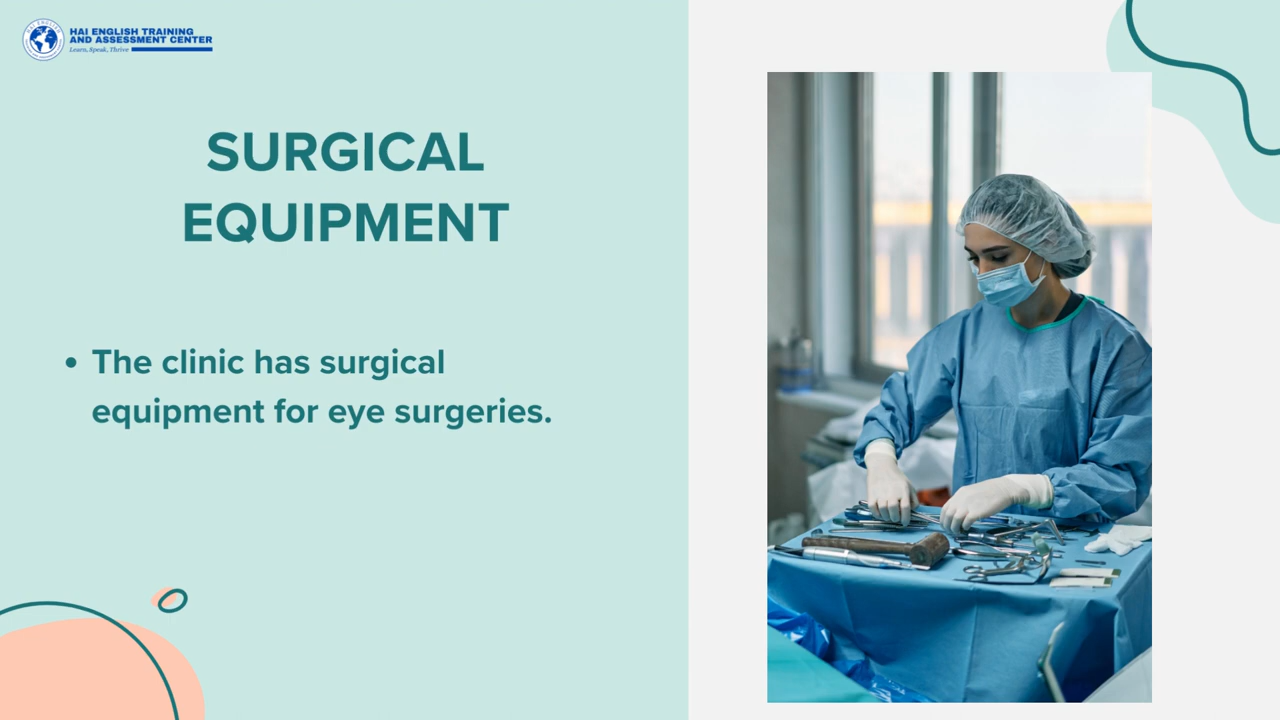 HAI ENGLISH TRAINING
AND ASSESSMENT CENTER
Learn, Speak, Thrive
SURGICAL
EQUIPMENT
• The clinic has surgical
equipment for eye surgeries.